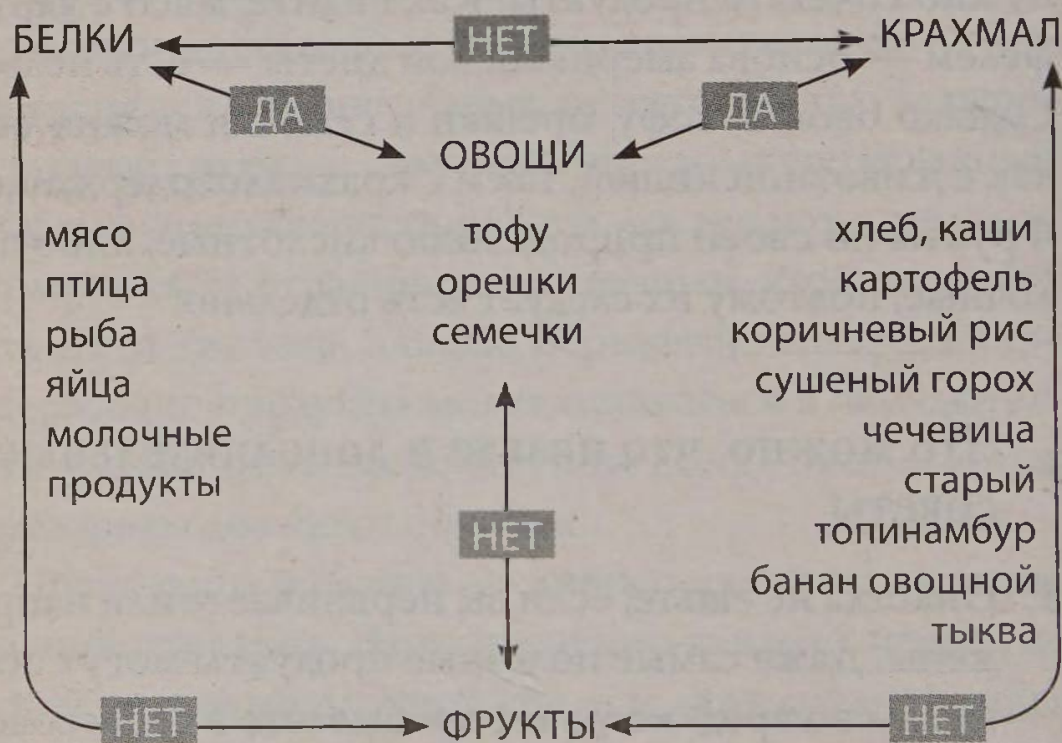 БЕЛКИ НЕТ КРАХМАЛ
ДА ДА
ОВОЩИ
мясо тофу хлеб, каши
птица орешки картофель
рыба семечки коричневый рис
яйца сушеный горох
молочные чечевица
продукты старый
НЕТ топинамбур
банан овощной
тыква
НЕТ ФРУКТЫ НЕТ